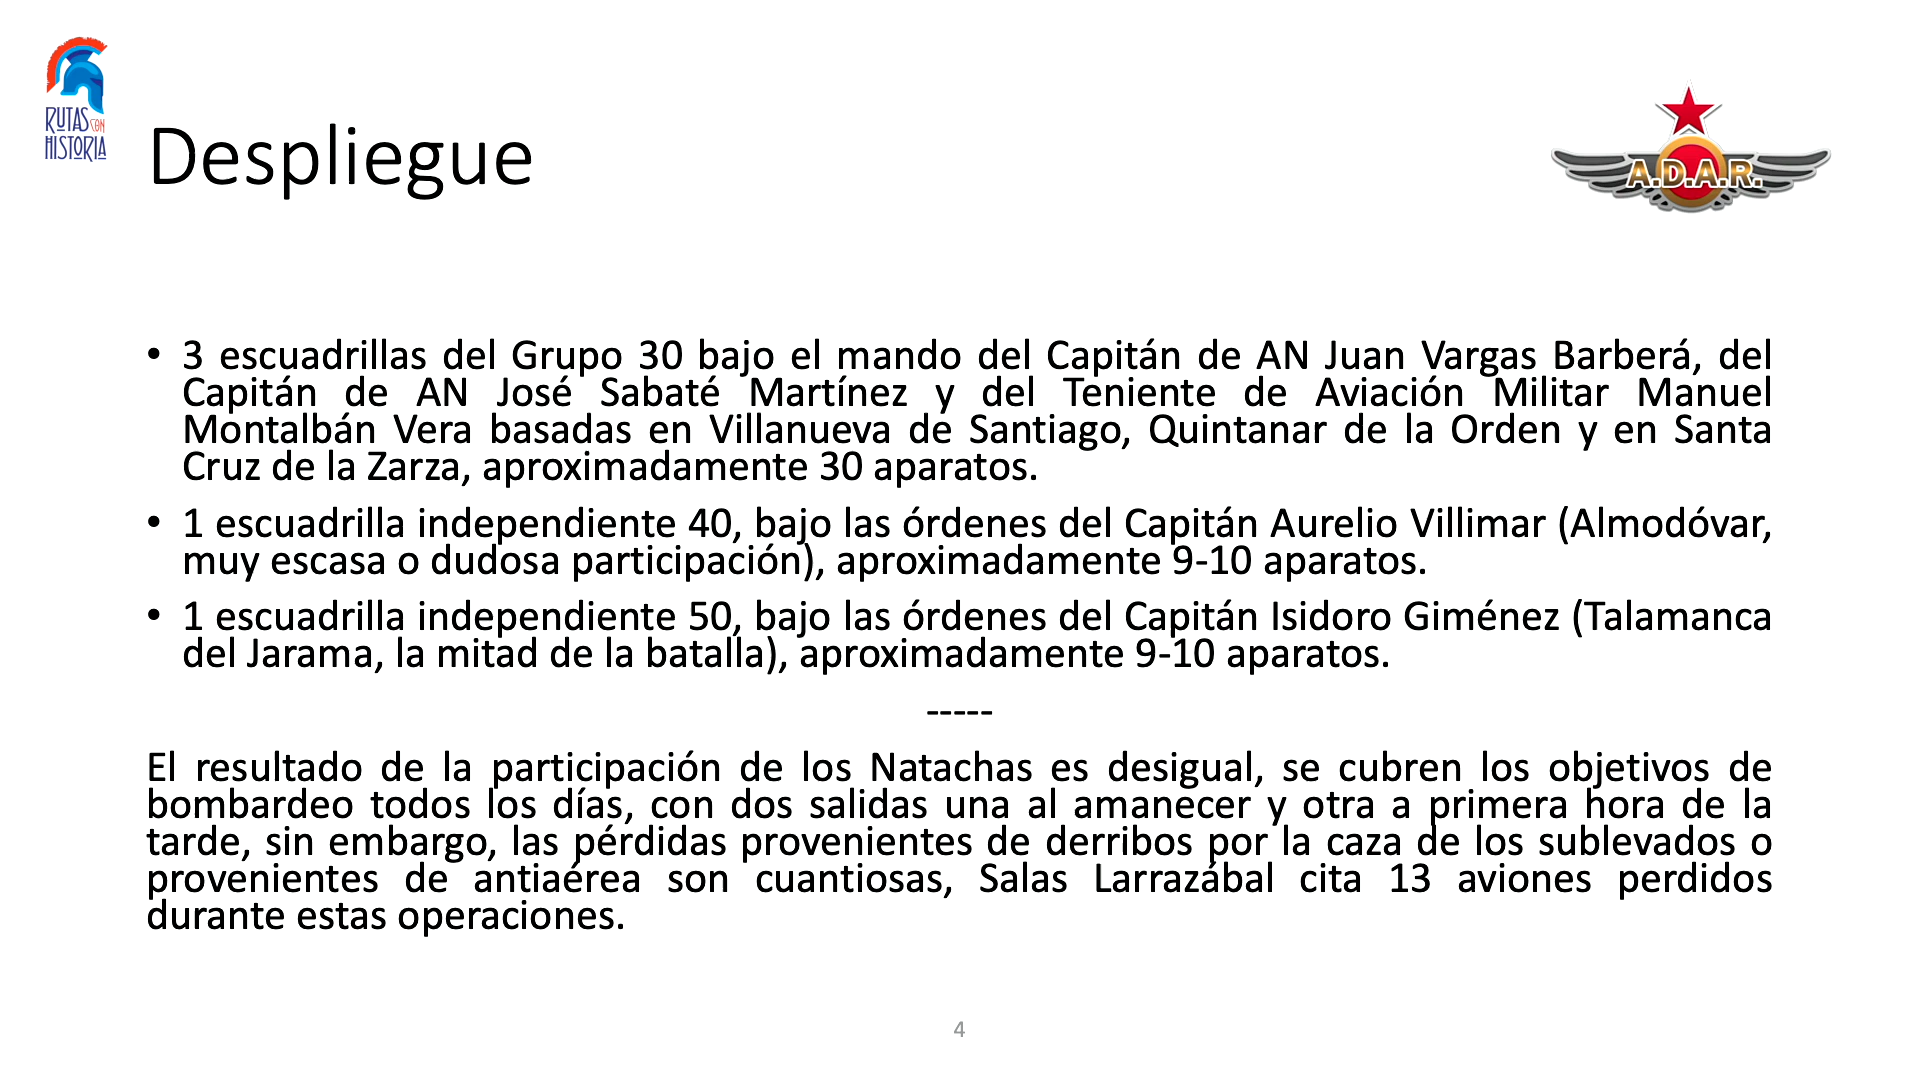 RUTAS CON
HISTORIA
Despliegue
A.D.A.R.
• 3 escuadrillas del Grupo 30 bajo el mando del Capitán de AN Juan Vargas Barberá, del
Capitán de AN José Sabaté Martínez y del Teniente de Aviación Militar Manuel
Montalbán Vera basadas en Villanueva de Santiago, Quintanar de la Orden y en Santa
Cruz de la Zarza, aproximadamente 30 aparatos.
• 1 escuadrilla independiente 40, bajo las órdenes del Capitán Aurelio Villimar (Almodóvar,
muy escasa o dudosa participación), aproximadamente 9-10 aparatos.
• 1 escuadrilla independiente 50, bajo las órdenes del Capitán Isidoro Giménez (Talamanca
del Jarama, la mitad de la batalla), aproximadamente 9-10 aparatos.
-----
El resultado de la participación de los Natachas es desigual, se cubren los objetivos de
bombardeo todos los días, con dos salidas una al amanecer y otra a primera hora de la
tarde, sin embargo, las pérdidas provenientes de derribos por la caza de los sublevados o
provenientes de antiaérea son cuantiosas, Salas Larrazábal cita 13 aviones perdidos
durante estas operaciones.
4